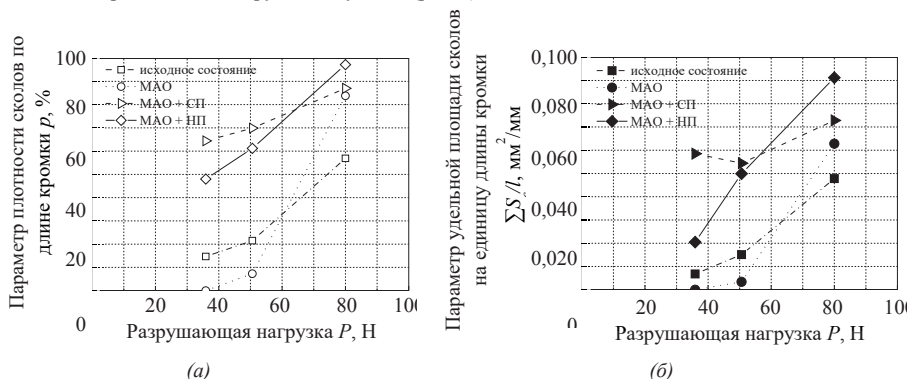 Параметр плотности сколов по
длине кромки p, %
100
80
60
40
20
0
исходное состояние
МАО
МАО + СП
МАО + НП
20
40
60
80
100
Разрушающая нагрузка P, Н
(а)
Параметр удельной площади сколов
на единицу длины кромки
∑S /l, мм²/мм
0,100
0,080
0,060
0,040
0,020
0
исходное состояние
МАО
МАО + СП
МАО + НП
20
40
60
80
100
Разрушающая нагрузка P, Н
(б)